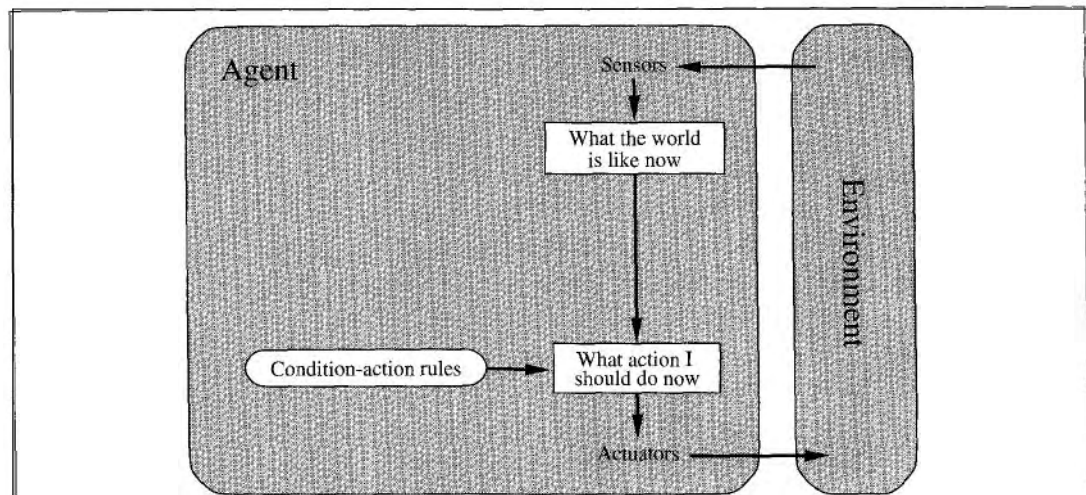 Agent
Sensors
What the world
is like now
Environment
Condition-action rules
What action I
should do now
Actuators